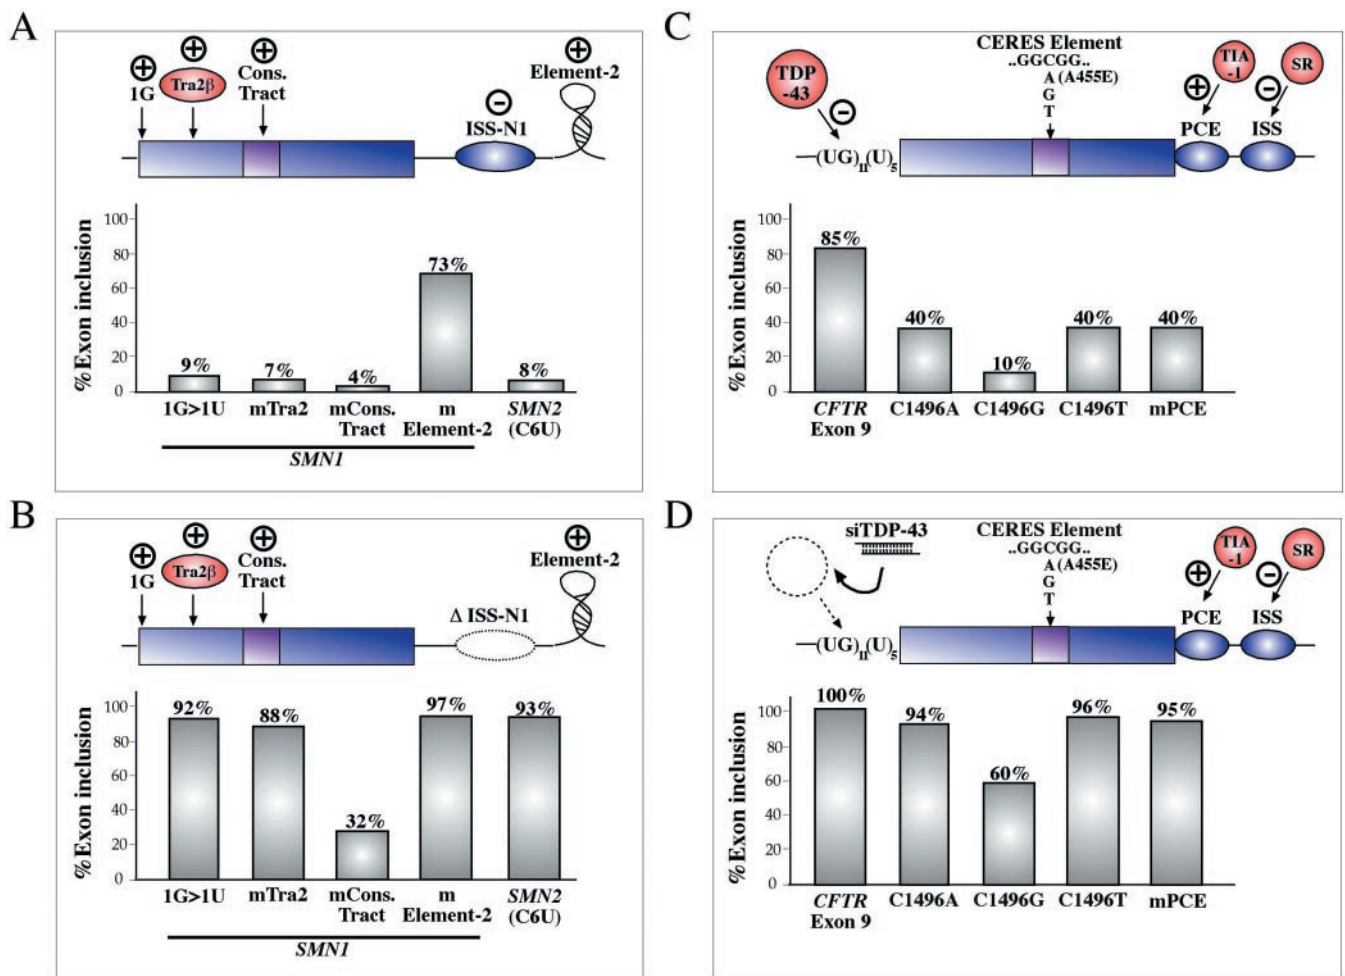 A
⊕
⊕
⊕
⊕
1G
Tra2β
Cons.
Tract
Element-2
⊖
ISS-N1
% Exon inclusion
100
80
60
40
20
0
9%
7%
4%
73%
8%
1G>1U
mTra2
mCons.
Tract
m
Element-2
SMN2
(C6U)
SMN1
B
⊕
⊕
⊕
⊕
1G
Tra2β
Cons.
Tract
Element-2
Δ ISS-N1
% Exon inclusion
100
80
60
40
20
0
92%
88%
32%
97%
93%
1G>1U
mTra2
mCons.
Tract
m
Element-2
SMN2
(C6U)
SMN1
C
CERES Element
..GGCGG..
A (A455E)
G
T
TDP
-43
⊖
TIA
-1
SR
⊕
⊖
PCE
ISS
(UG)11(U)5
% Exon inclusion
100
80
60
40
20
0
85%
40%
10%
40%
40%
CFTR
Exon 9
C1496A
C1496G
C1496T
mPCE
D
siTDP-43
CERES Element
..GGCGG..
A (A455E)
G
T
TIA
-1
SR
⊕
⊖
PCE
ISS
(UG)11(U)5
% Exon inclusion
100
80
60
40
20
0
100%
94%
60%
96%
95%
CFTR
Exon 9
C1496A
C1496G
C1496T
mPCE